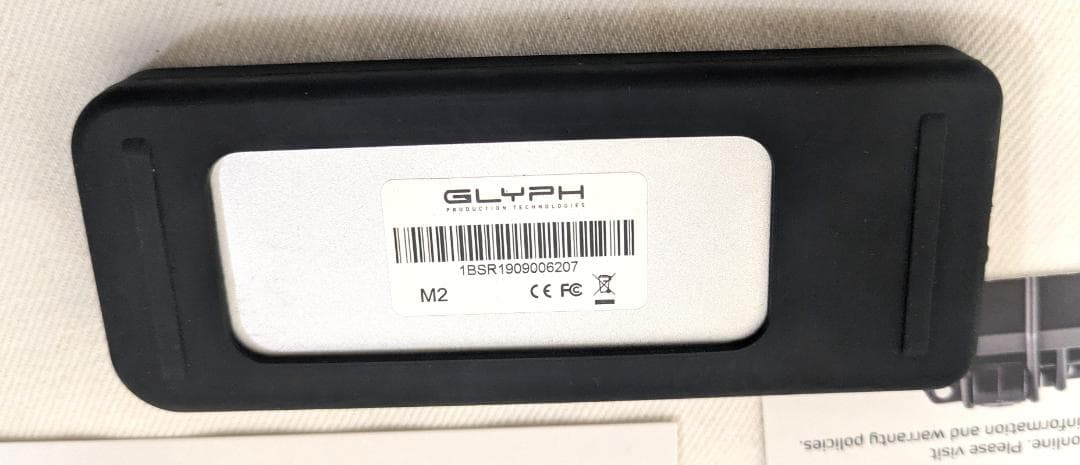 GLYPH
PRODUCTION TECHNOLOGIES
1BSR1909006207
M2
CE FC
online. Please visit
information and warranty policies.